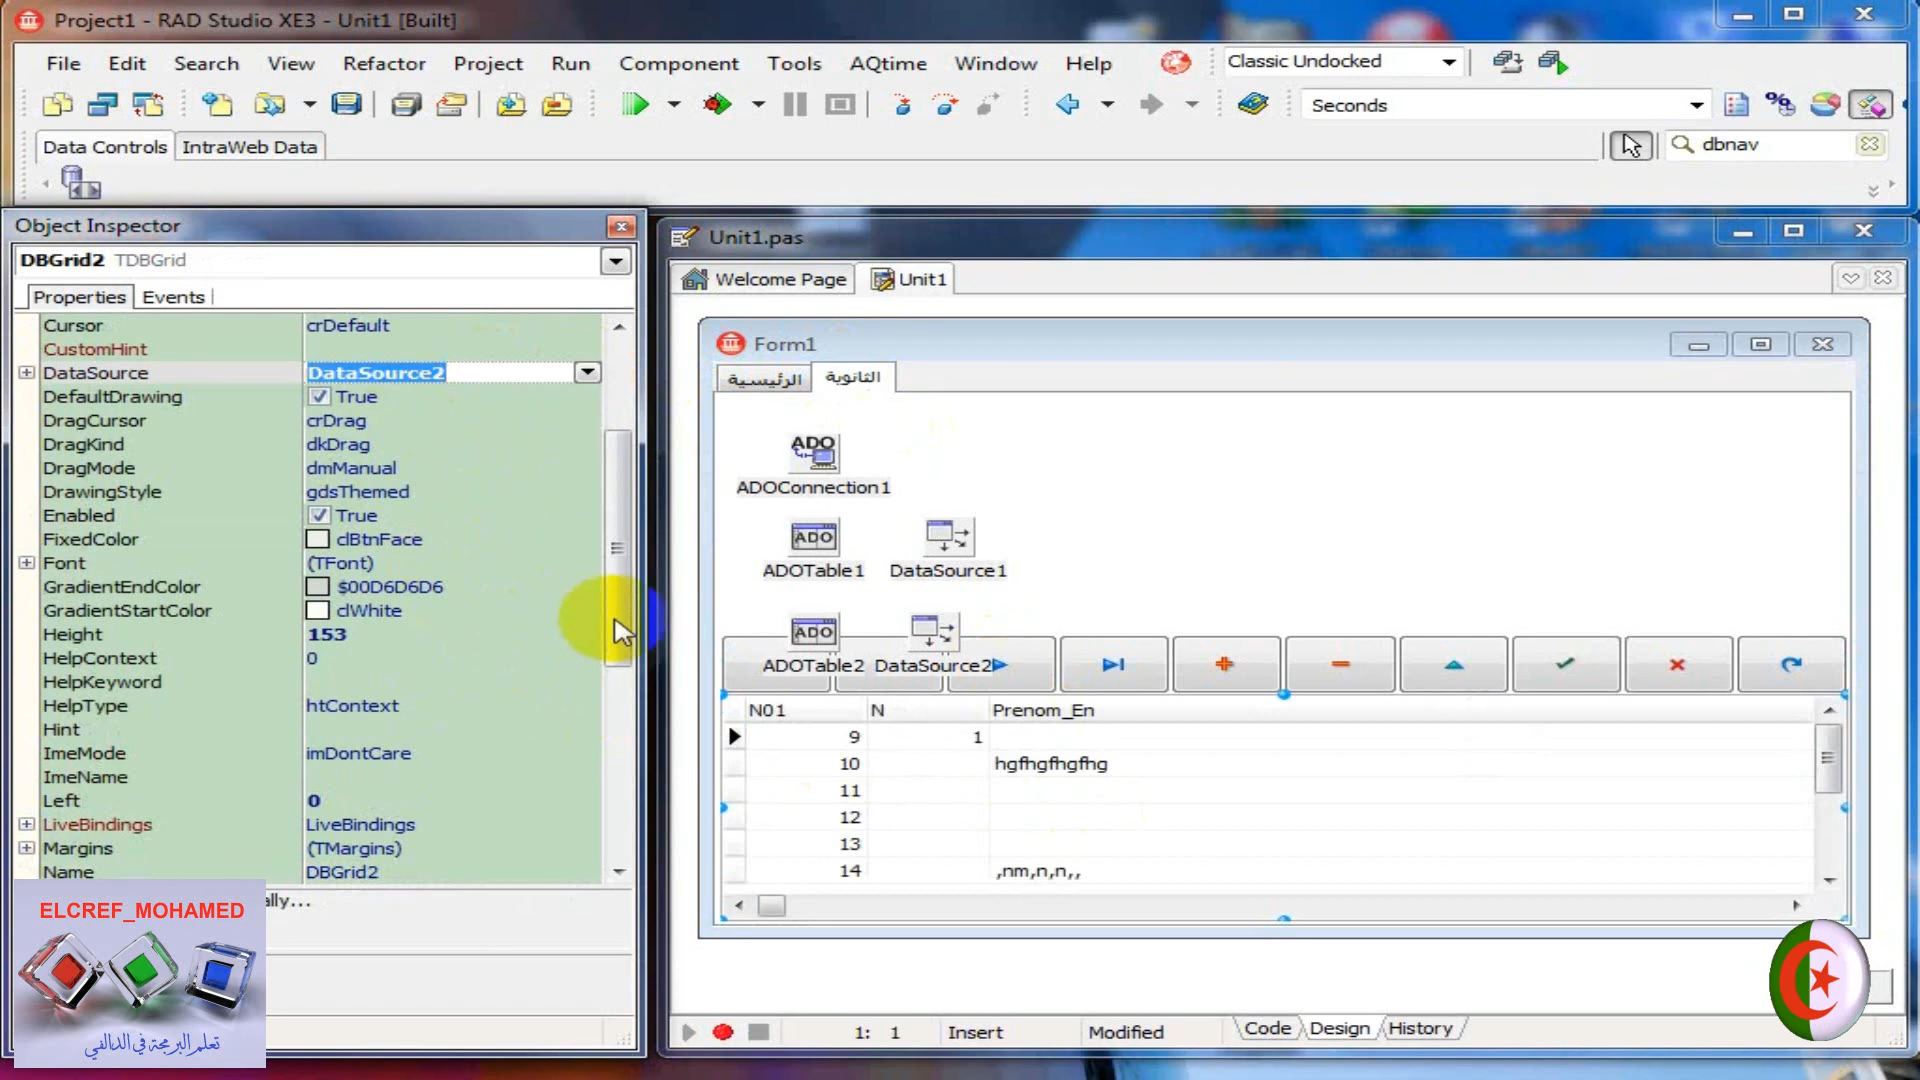 Project1 - RAD Studio XE3 - Unit1 [Built]
File Edit Search View Refactor Project Run Component Tools AQtime Window Help
Classic Undocked
Seconds
Data Controls IntraWeb Data
dbnav
Object Inspector
DBGrid2 TDBGrid
Properties Events
Cursor crDefault
CustomHint
DataSource DataSource2
DefaultDrawing True
DragCursor crDrag
DragKind dkDrag
DragMode dmManual
DrawingStyle gdsThemed
Enabled True
FixedColor clBtnFace
Font (TFont)
GradientEndColor $00D6D6D6
GradientStartColor clWhite
Height 153
HelpContext 0
HelpKeyword
HelpType htContext
Hint
ImeMode imDontCare
ImeName
Left 0
LiveBindings LiveBindings
Margins (TMargins)
Name DBGrid2
ally...
ELCREF_MOHAMED
تعلم البرمجة في الدالفي
Unit1.pas
Welcome Page Unit1
Form1
الرئيسية الثانوية
ADO
ADOConnection1
ADO
ADOTable1 DataSource1
ADO
ADOTable2 DataSource2
N01 N Prenom_En
9 1
10 hgfhgfhgfhg
11
12
13
14 ,nm,n,n,,
1: 1 Insert Modified Code Design History